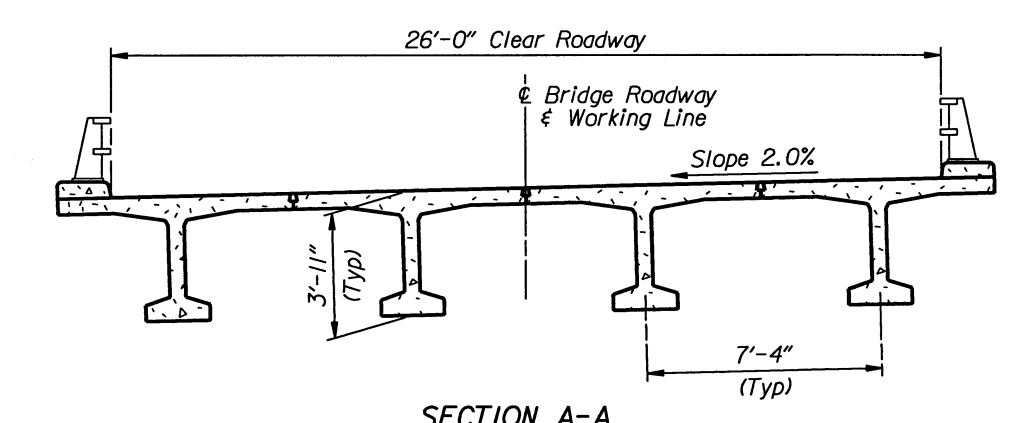 26'-0" Clear Roadway
℄ Bridge Roadway
& Working Line
Slope 2.0%
3'-11"
(Typ)
7'-4"
(Typ)
SECTION A-A